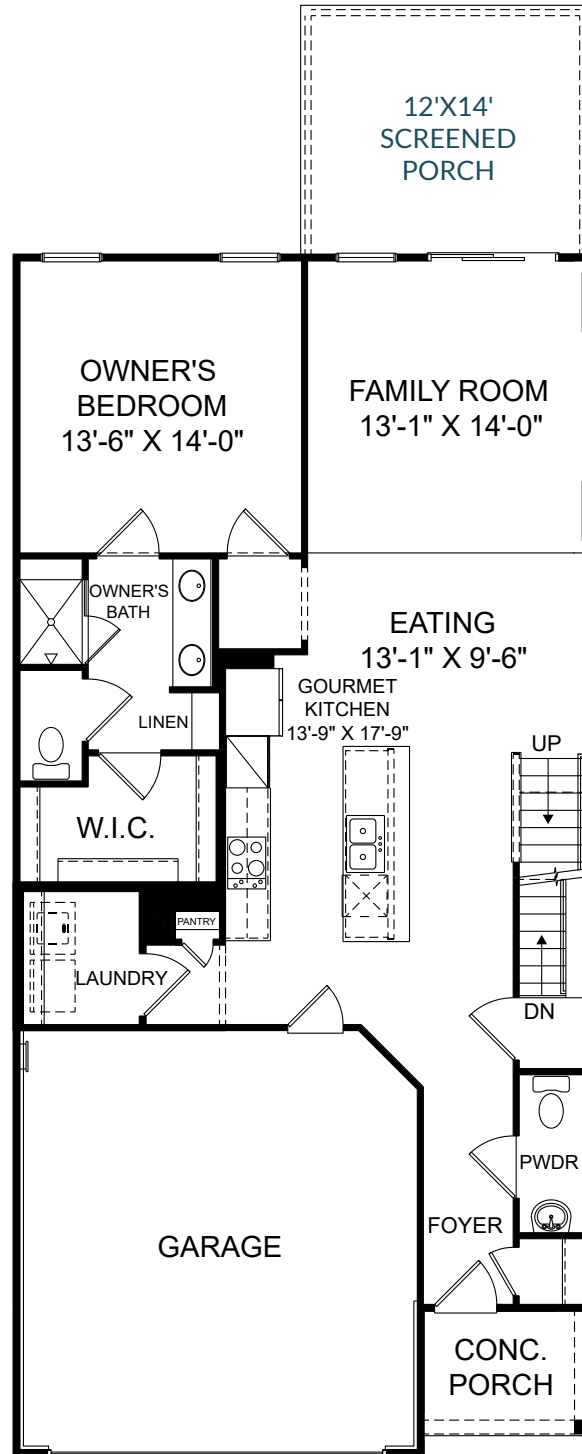 12'X14'
SCREENED
PORCH
OWNER'S
BEDROOM
13'-6" X 14'-0"
FAMILY ROOM
13'-1" X 14'-0"
OWNER'S
BATH
EATING
13'-1" X 9'-6"
GOURMET
KITCHEN
13'-9" X 17'-9"
LINEN
UP
W.I.C.
PANTRY
LAUNDRY
DN
PWDR
FOYER
GARAGE
CONC.
PORCH